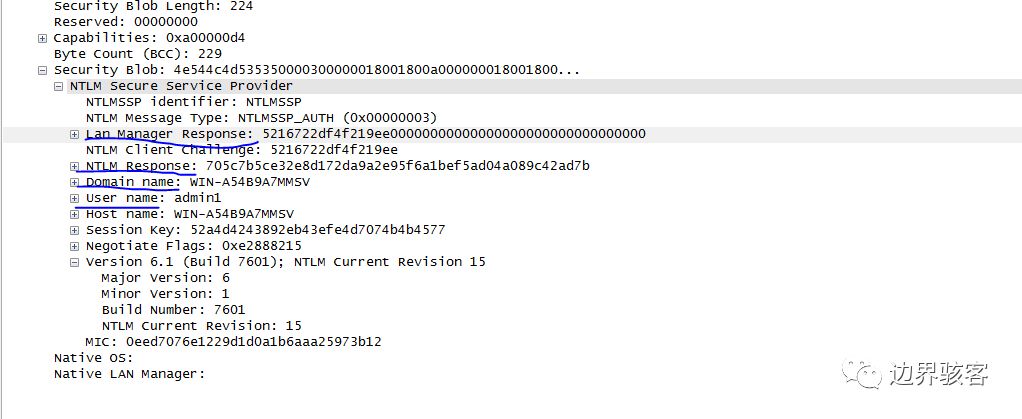 Security Blob Length: 224
Reserved: 00000000
Capabilities: 0xa00000d4
Byte Count (BCC): 229
Security Blob: 4e544c4d535350000300000018001800a000000018001800...
NTLM Secure Service Provider
NTLMSSP identifier: NTLMSSP
NTLM Message Type: NTLMSSP_AUTH (0x00000003)
Lan Manager Response: 5216722df4f219ee00000000000000000000000000000000
NTLM Client Challenge: 5216722df4f219ee
NTLM Response: 705c7b5ce32e8d172da9a2e95f6a1bef5ad04a089c42ad7b
Domain name: WIN-A54B9A7MMSV
User name: admin1
Host name: WIN-A54B9A7MMSV
Session Key: 52a4d4243892eb43efe4d7074b4b4577
Negotiate Flags: 0xe2888215
Version 6.1 (Build 7601); NTLM Current Revision 15
Major Version: 6
Minor Version: 1
Build Number: 7601
NTLM Current Revision: 15
MIC: 0eed7076e1229d1d0a1b6aaa25973b12
Native OS:
Native LAN Manager:
边界骇客